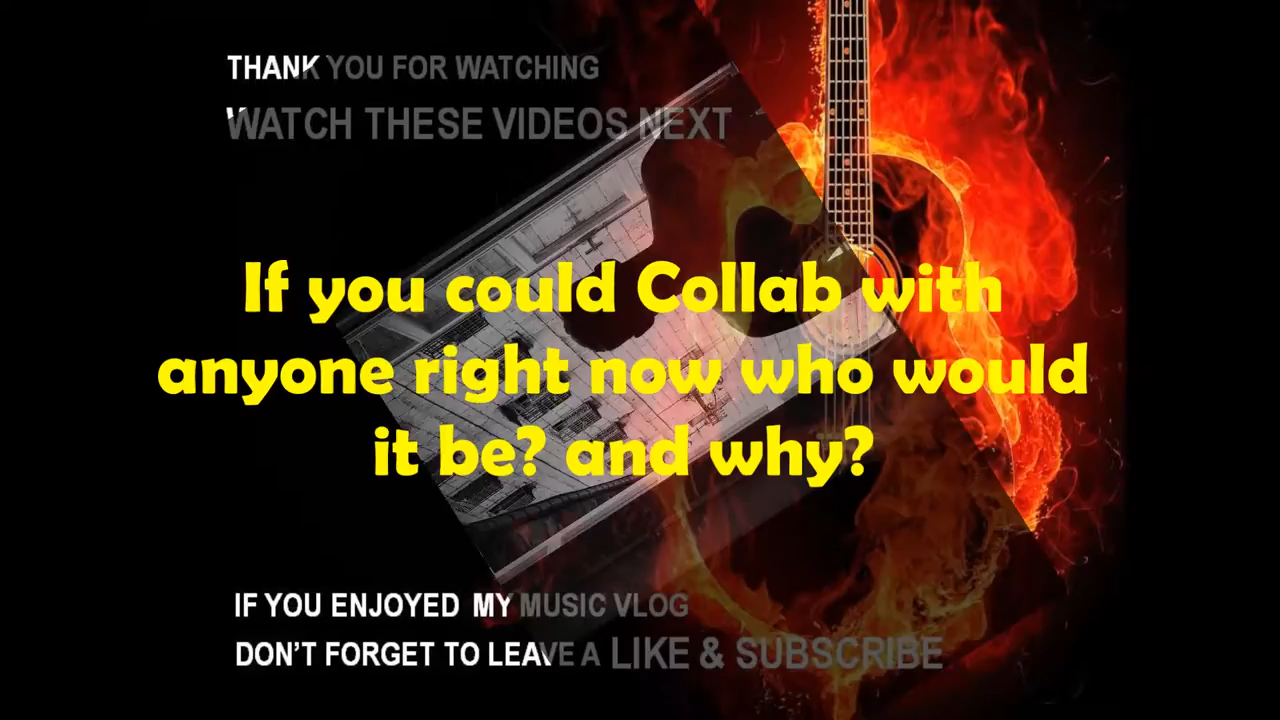 THANK YOU FOR WATCHING
WATCH THESE VIDEOS NEXT
If you could Collab with
anyone right now who would
it be? and why?
IF YOU ENJOYED MY MUSIC VLOG
DON'T FORGET TO LEAVE A LIKE & SUBSCRIBE